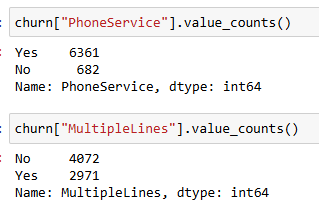 churn["PhoneService"].value_counts()
Yes    6361
No      682
Name: PhoneService, dtype: int64
churn["MultipleLines"].value_counts()
No     4072
Yes    2971
Name: MultipleLines, dtype: int64